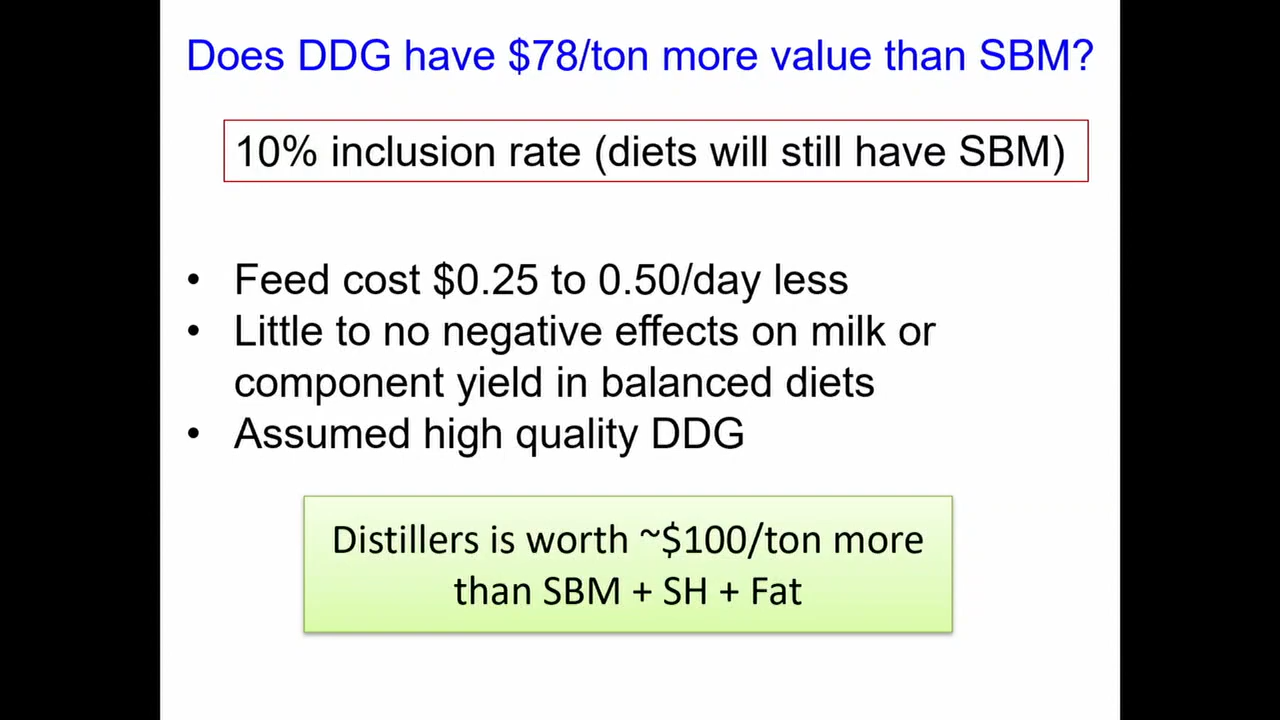 Does DDG have $78/ton more value than SBM?
10% inclusion rate (diets will still have SBM)
• Feed cost $0.25 to 0.50/day less
• Little to no negative effects on milk or
component yield in balanced diets
• Assumed high quality DDG
Distillers is worth ~$100/ton more
than SBM + SH + Fat